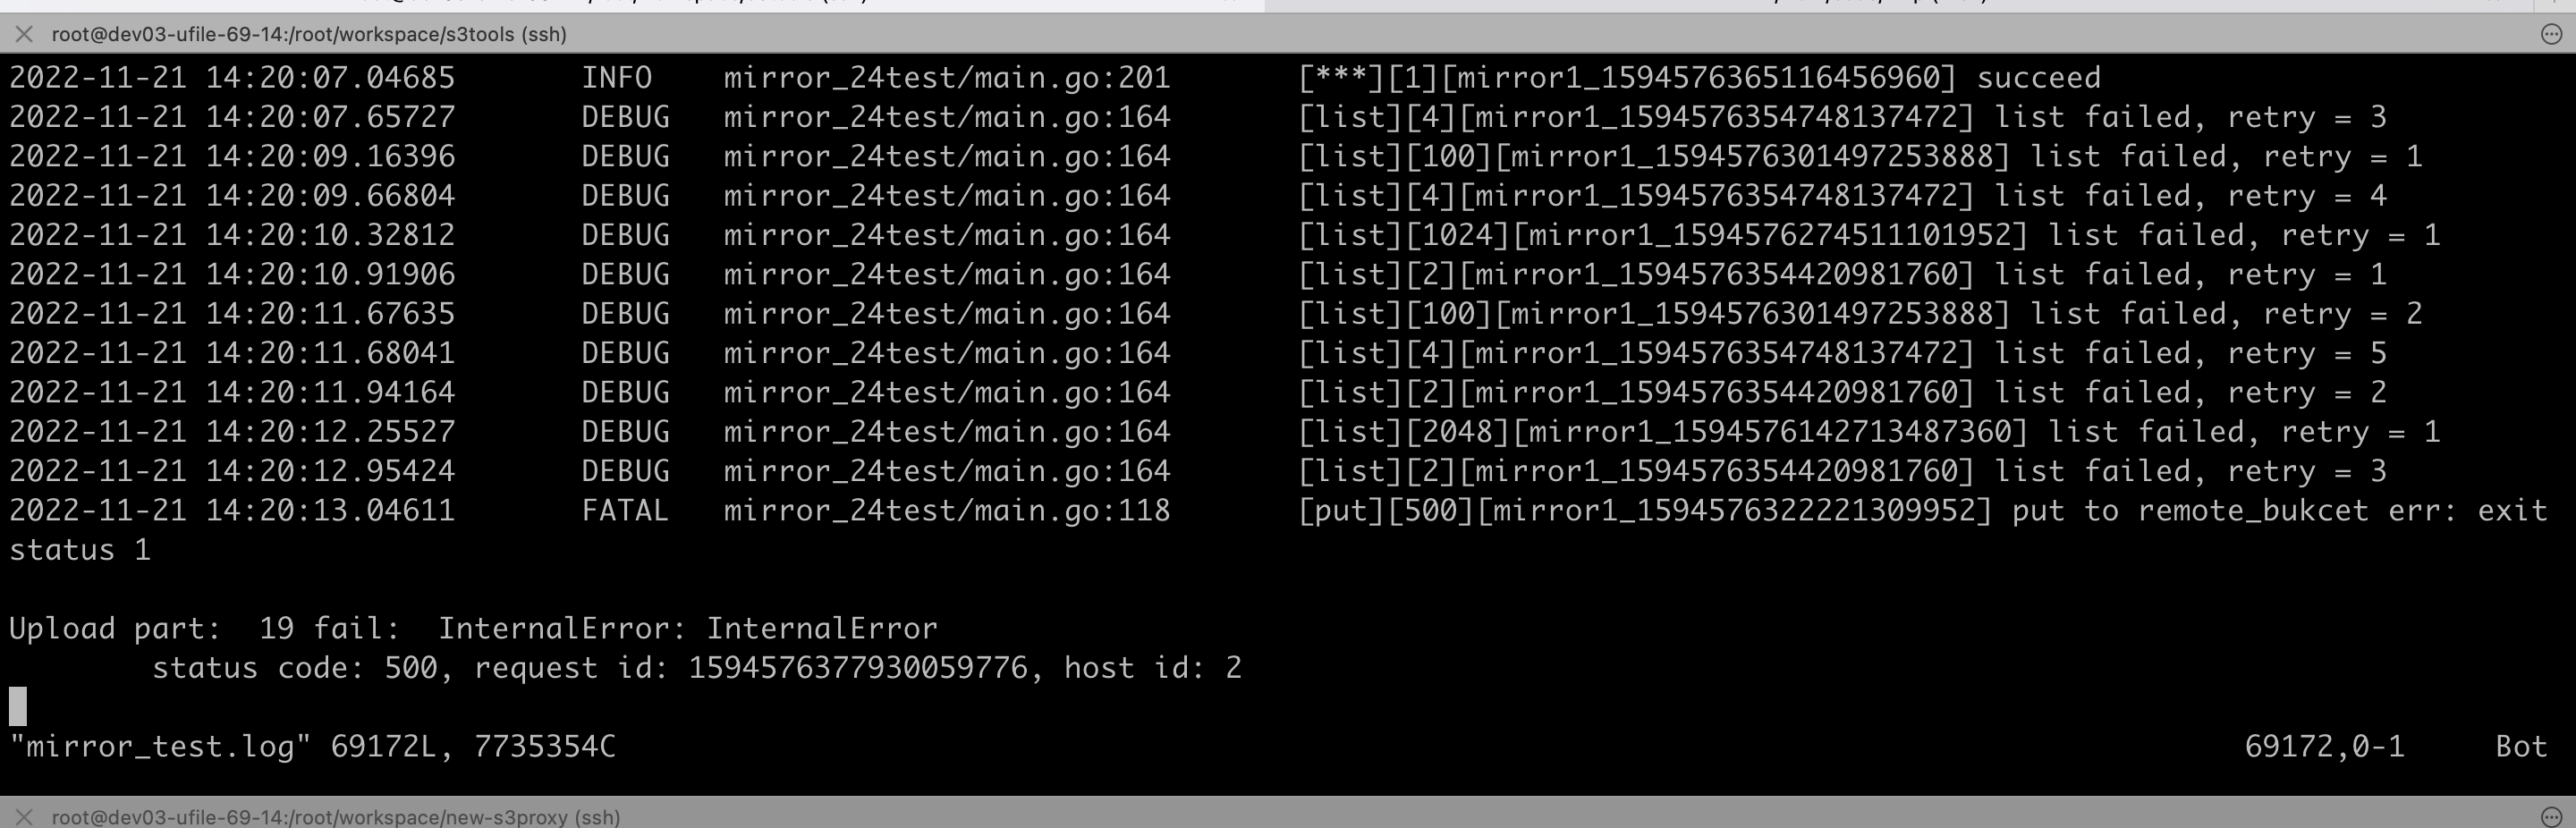 root@dev03-ufile-69-14:/root/workspace/s3tools (ssh)
2022-11-21 14:20:07.04685 INFO mirror_24test/main.go:201 [***][1][mirror1_1594576365116456960] succeed
2022-11-21 14:20:07.65727 DEBUG mirror_24test/main.go:164 [list][4][mirror1_1594576354748137472] list failed, retry = 3
2022-11-21 14:20:09.16396 DEBUG mirror_24test/main.go:164 [list][100][mirror1_1594576301497253888] list failed, retry = 1
2022-11-21 14:20:09.66804 DEBUG mirror_24test/main.go:164 [list][4][mirror1_1594576354748137472] list failed, retry = 4
2022-11-21 14:20:10.32812 DEBUG mirror_24test/main.go:164 [list][1024][mirror1_1594576274511101952] list failed, retry = 1
2022-11-21 14:20:10.91906 DEBUG mirror_24test/main.go:164 [list][2][mirror1_1594576354420981760] list failed, retry = 1
2022-11-21 14:20:11.67635 DEBUG mirror_24test/main.go:164 [list][100][mirror1_1594576301497253888] list failed, retry = 2
2022-11-21 14:20:11.68041 DEBUG mirror_24test/main.go:164 [list][4][mirror1_1594576354748137472] list failed, retry = 5
2022-11-21 14:20:11.94164 DEBUG mirror_24test/main.go:164 [list][2][mirror1_1594576354420981760] list failed, retry = 2
2022-11-21 14:20:12.25527 DEBUG mirror_24test/main.go:164 [list][2048][mirror1_1594576142713487360] list failed, retry = 1
2022-11-21 14:20:12.95424 DEBUG mirror_24test/main.go:164 [list][2][mirror1_1594576354420981760] list failed, retry = 3
2022-11-21 14:20:13.04611 FATAL mirror_24test/main.go:118 [put][500][mirror1_1594576322221309952] put to remote_bukcet err: exit
status 1
Upload part: 19 fail: InternalError: InternalError
status code: 500, request id: 1594576377930059776, host id: 2
"mirror_test.log" 69172L, 7735354C 69172,0-1 Bot
root@dev03-ufile-69-14:/root/workspace/new-s3proxy (ssh)